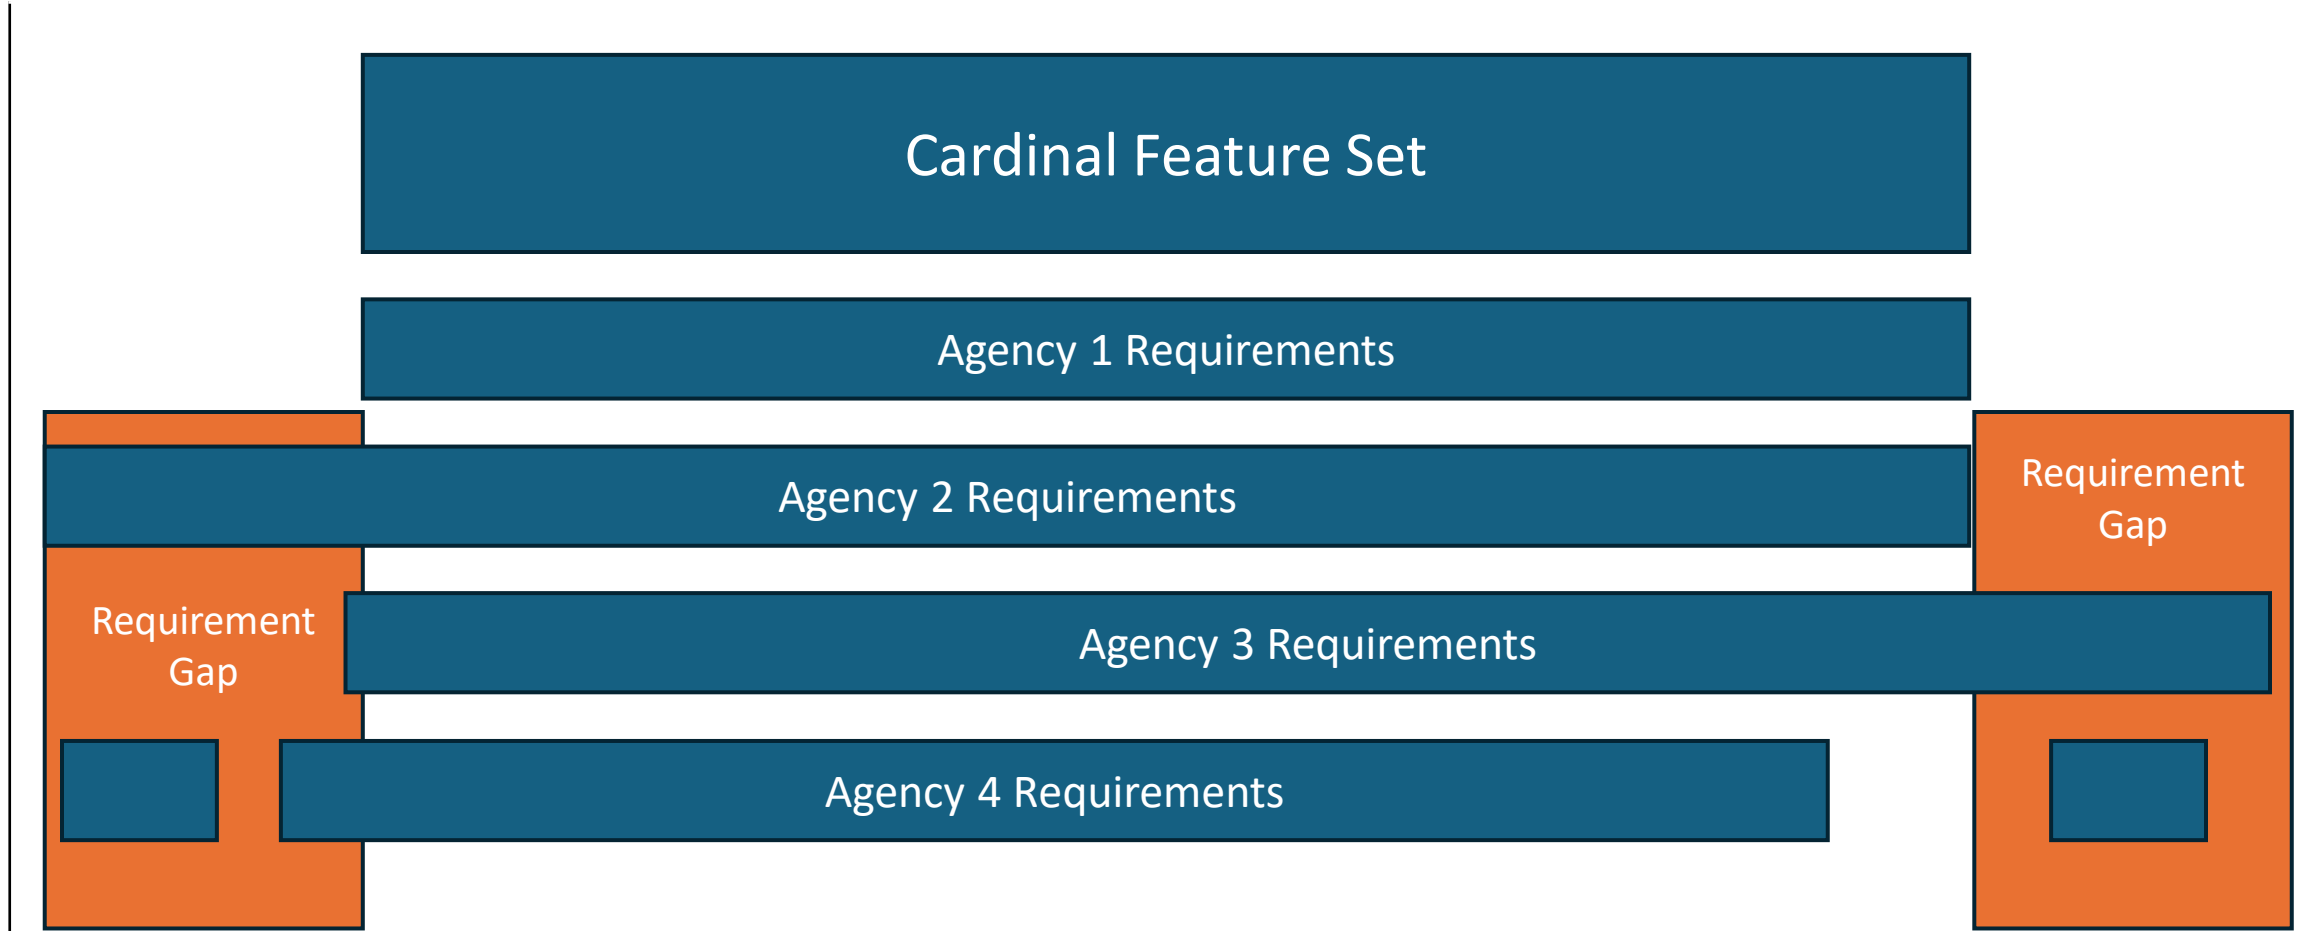 Cardinal Feature Set
Agency 1 Requirements
Agency 2 Requirements
Requirement
Gap
Requirement
Gap
Agency 3 Requirements
Agency 4 Requirements